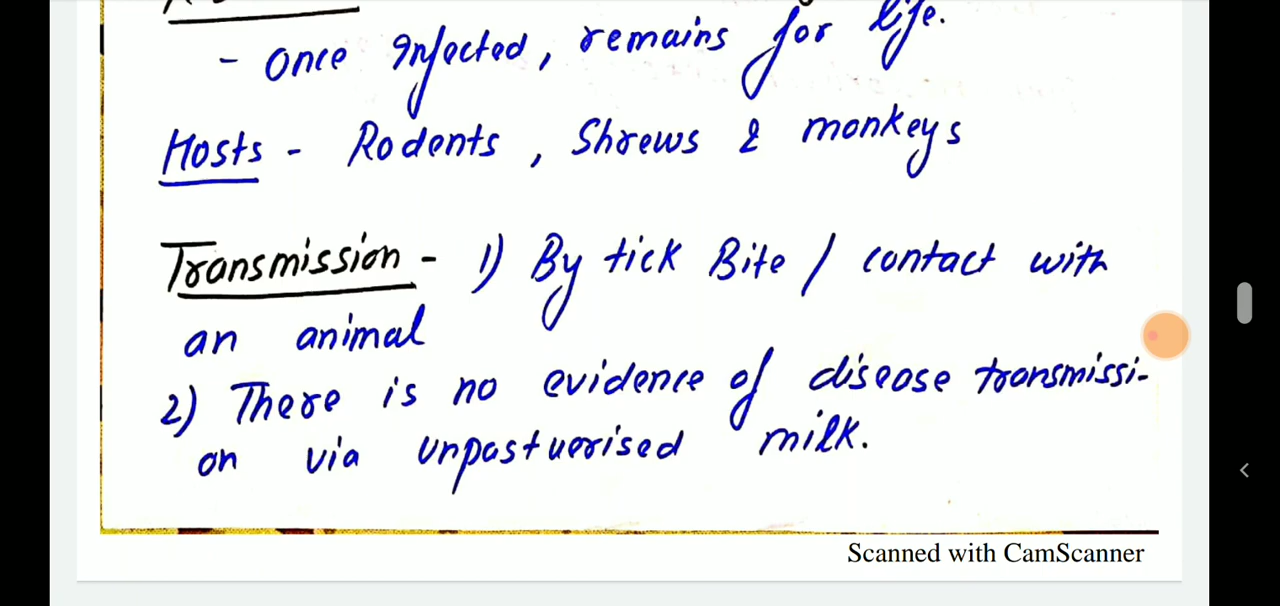 - Once Infected, remains for life.
Hosts - Rodents, Shrews & monkeys
Transmission - 1) By tick Bite / contact with
an animal
2) There is no evidence of disease transmissi-
on via unpastuerised milk.
Scanned with CamScanner